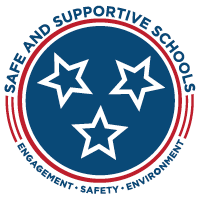 SAFE AND SUPPORTIVE SCHOOLS
ENGAGEMENT • SAFETY • ENVIRONMENT